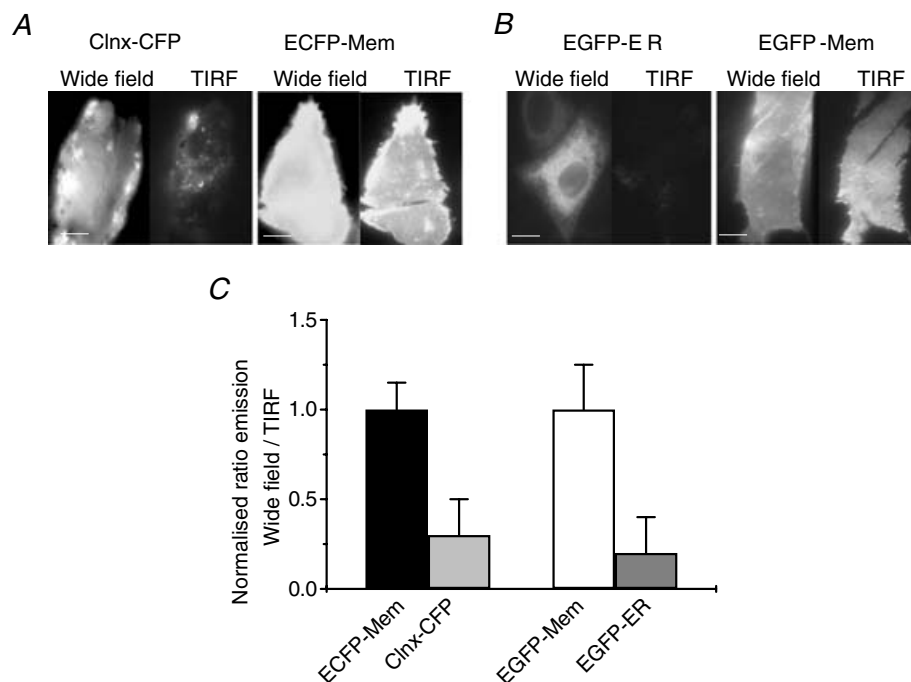 A
Clnx-CFP ECFP-Mem
Wide field TIRF Wide field TIRF
B
EGFP-E R EGFP -Mem
Wide field TIRF Wide field TIRF
C
Normalised ratio emission
Wide field / TIRF
1.5
1.0
0.5
0.0
ECFP-Mem
Clnx-CFP
EGFP-Mem
EGFP-ER